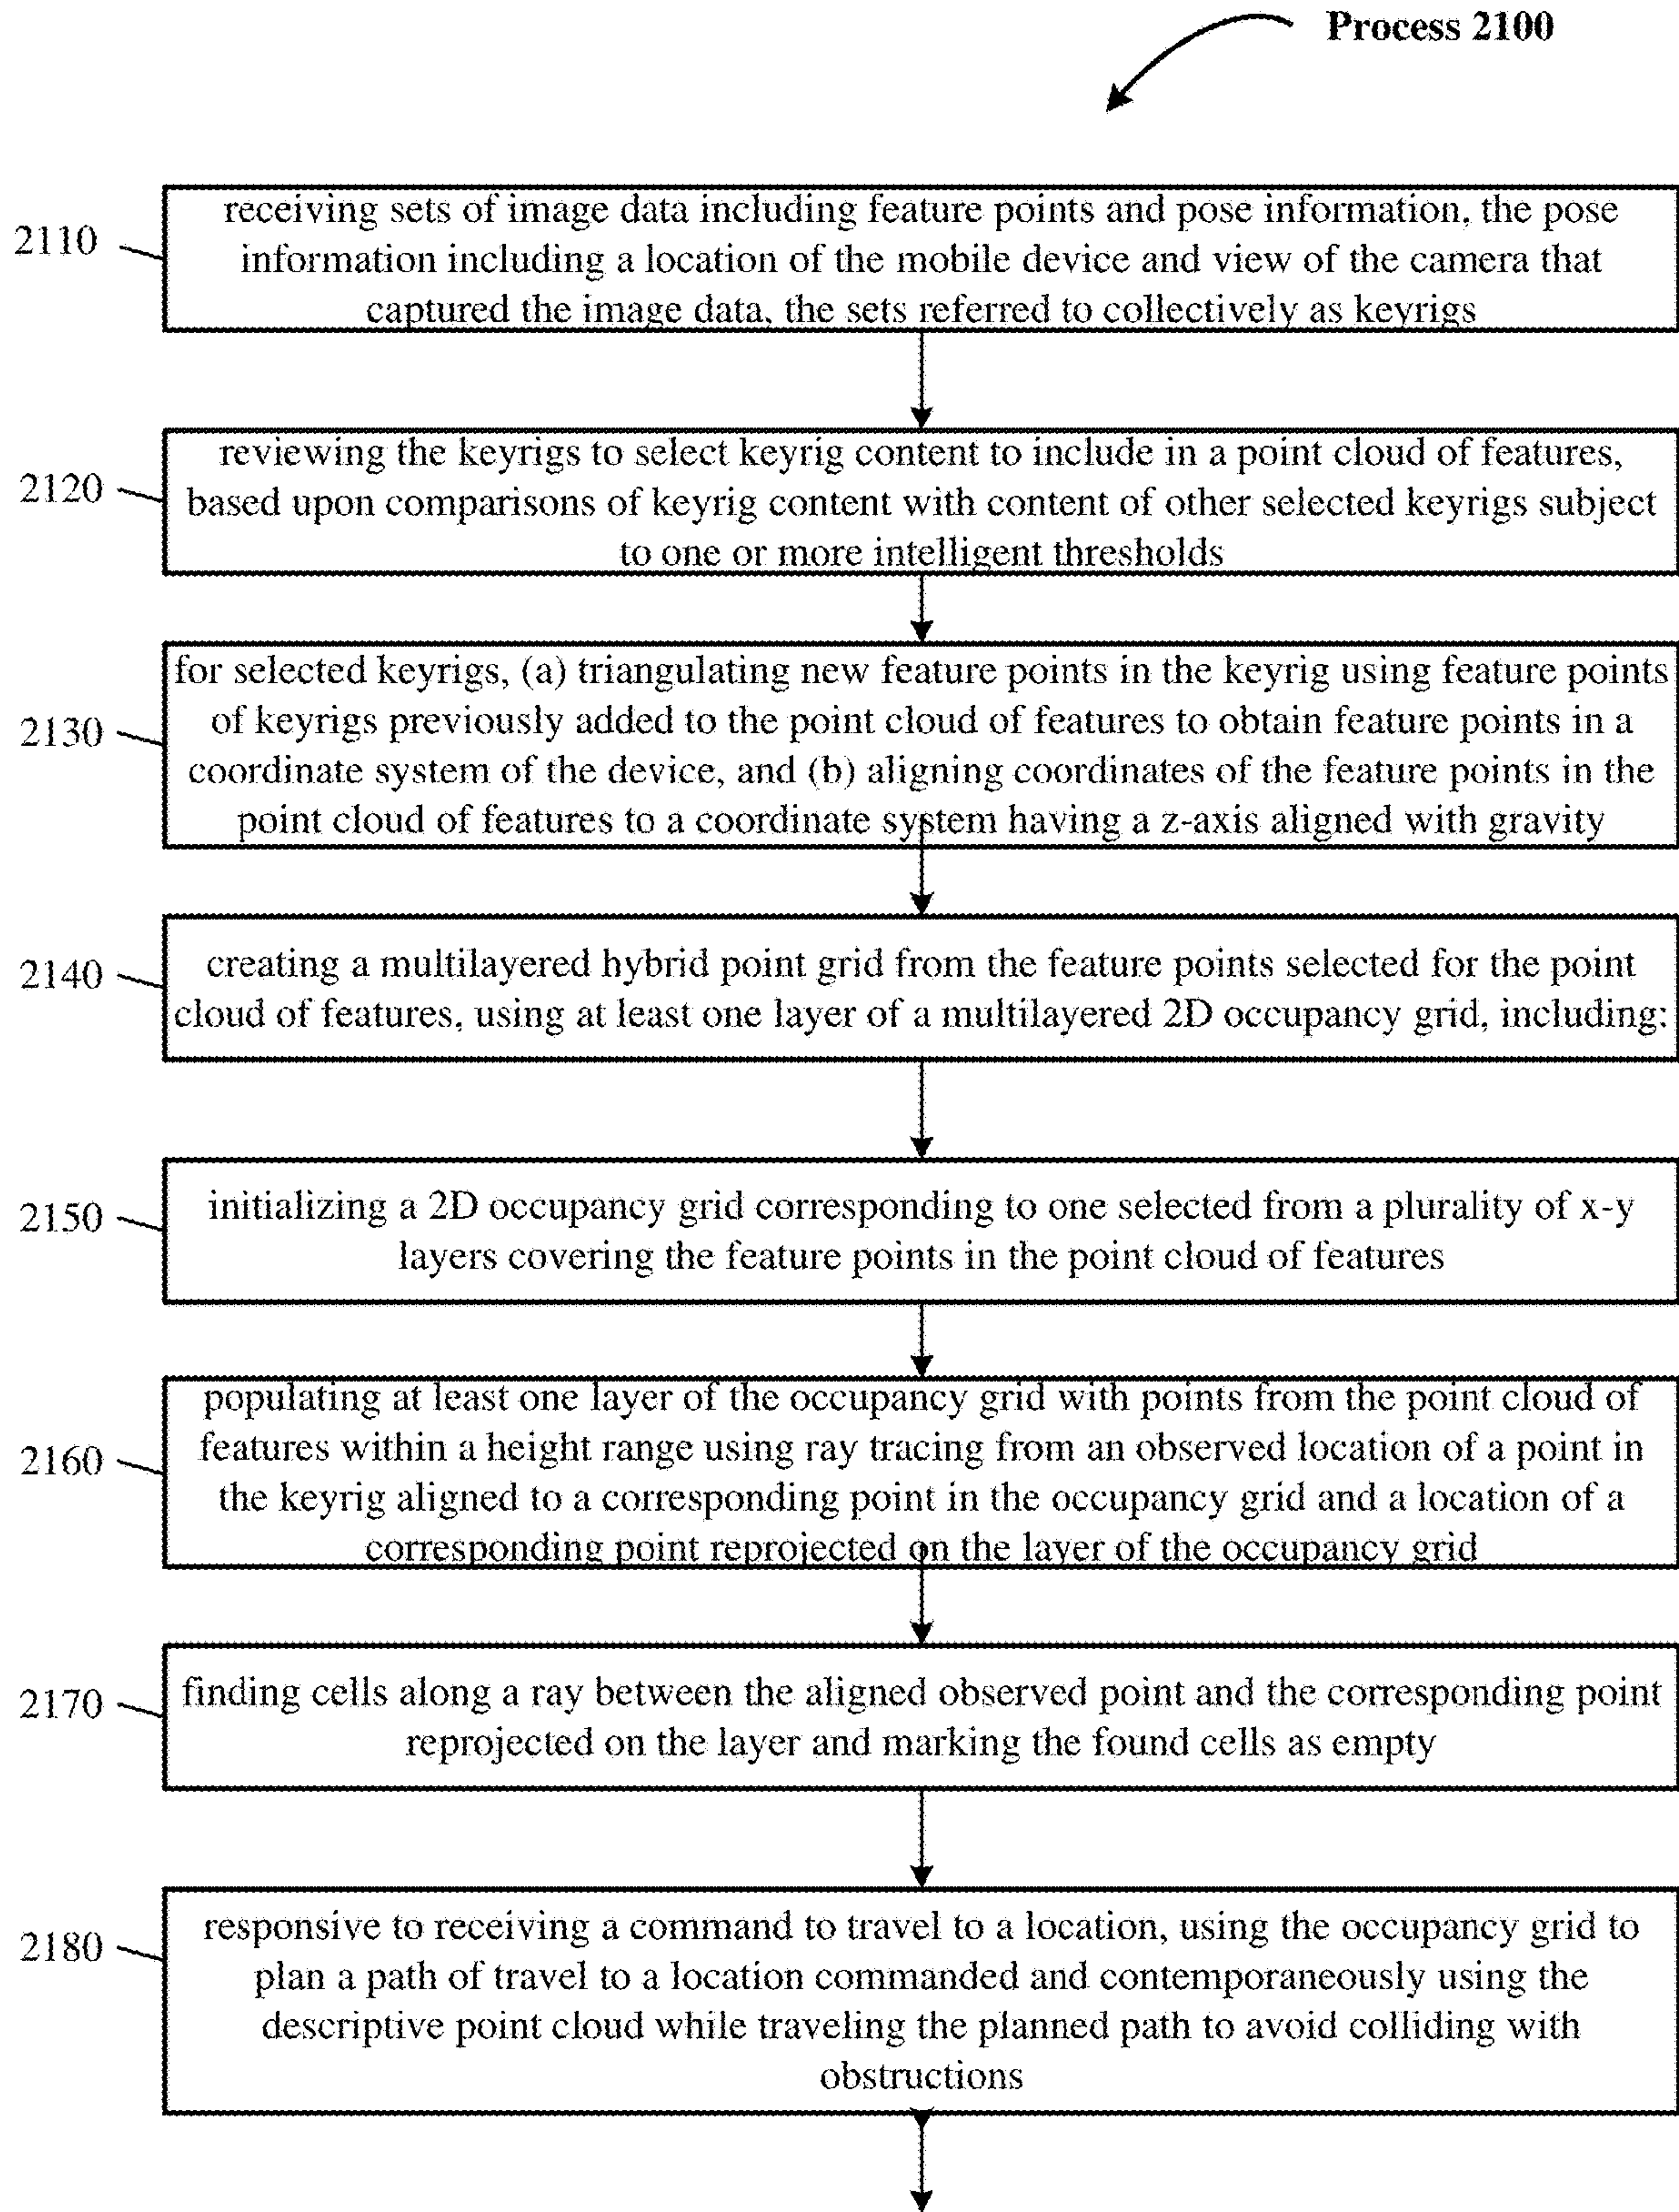 Process 2100
2110
receiving sets of image data including feature points and pose information, the pose
information including a location of the mobile device and view of the camera that
captured the image data, the sets referred to collectively as keyrigs
2120
reviewing the keyrigs to select keyrig content to include in a point cloud of features,
based upon comparisons of keyrig content with content of other selected keyrigs subject
to one or more intelligent thresholds
2130
for selected keyrigs, (a) triangulating new feature points in the keyrig using feature points
of keyrigs previously added to the point cloud of features to obtain feature points in a
coordinate system of the device, and (b) aligning coordinates of the feature points in the
point cloud of features to a coordinate system having a z-axis aligned with gravity
2140
creating a multilayered hybrid point grid from the feature points selected for the point
cloud of features, using at least one layer of a multilayered 2D occupancy grid, including:
2150
initializing a 2D occupancy grid corresponding to one selected from a plurality of x-y
layers covering the feature points in the point cloud of features
2160
populating at least one layer of the occupancy grid with points from the point cloud of
features within a height range using ray tracing from an observed location of a point in
the keyrig aligned to a corresponding point in the occupancy grid and a location of a
corresponding point reprojected on the layer of the occupancy grid
2170
finding cells along a ray between the aligned observed point and the corresponding point
reprojected on the layer and marking the found cells as empty
2180
responsive to receiving a command to travel to a location, using the occupancy grid to
plan a path of travel to a location commanded and contemporaneously using the
descriptive point cloud while traveling the planned path to avoid colliding with
obstructions